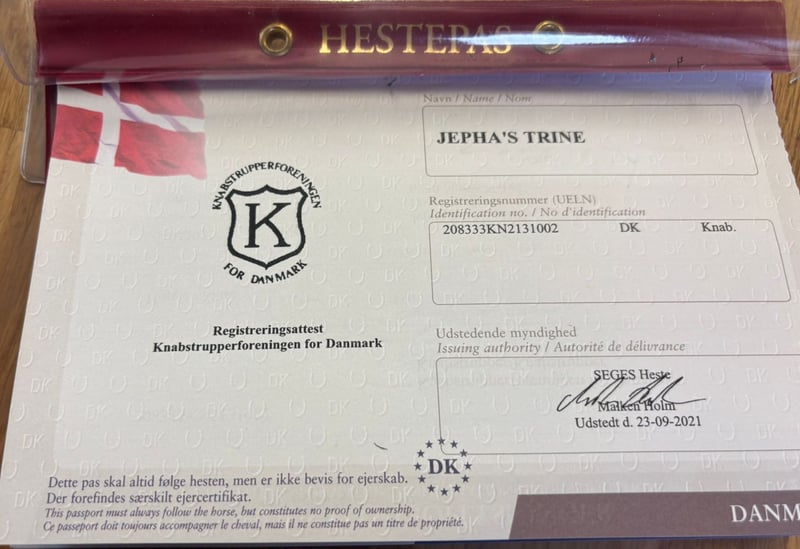 HESTEPAS
Navn / Name / Nom
JEPHA'S TRINE
KNABSTRUPPERFORENINGEN
K
FOR DANMARK
Registreringsnummer (UELN)
Identification no. / No d'identification
208333KN2131002 DK Knab.
Registreringsattest
Knabstrupperforeningen for Danmark
Udstedende myndighed
Issuing authority / Autorité de délivrance
SEGES Heste
Malken Holm
Udstedt d. 23-09-2021
DK
Dette pas skal altid følge hesten, men er ikke bevis for ejerskab.
Der forefindes særskilt ejercertifikat.
This passport must always follow the horse, but constitutes no proof of ownership.
Ce passeport doit toujours accompagner le cheval, mais il ne constitue pas un titre de propriété.
DANM